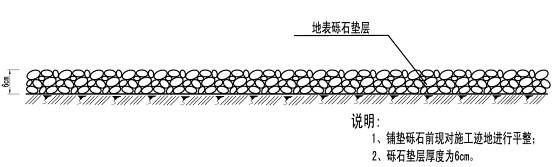 地表砾石垫层
6cm
说明:
1、铺垫砾石前现对施工迹地进行平整;
2、砾石垫层厚度为6cm。